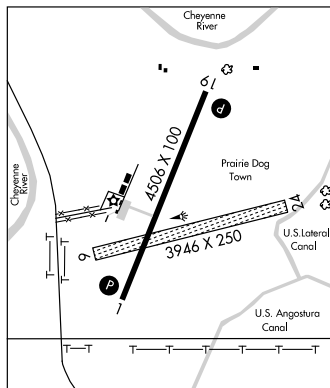 Cheyenne
River
19
P
4506 X 100
Cheyenne
River
Prairie Dog
Town
24
U.S.Lateral
Canal
6
3946 X 250
P
1
U.S. Angostura
Canal